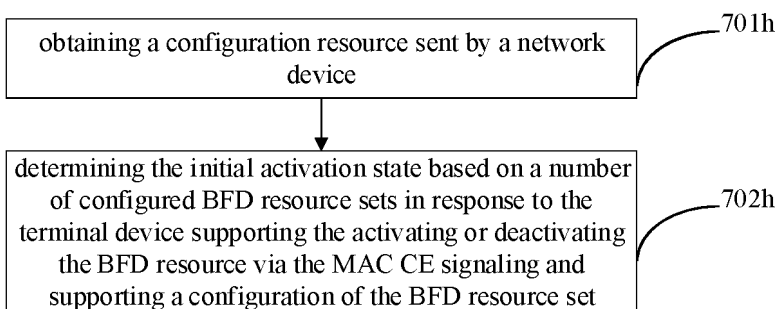 obtaining a configuration resource sent by a network
device
701h
determining the initial activation state based on a number
of configured BFD resource sets in response to the
terminal device supporting the activating or deactivating
the BFD resource via the MAC CE signaling and
supporting a configuration of the BFD resource set
702h